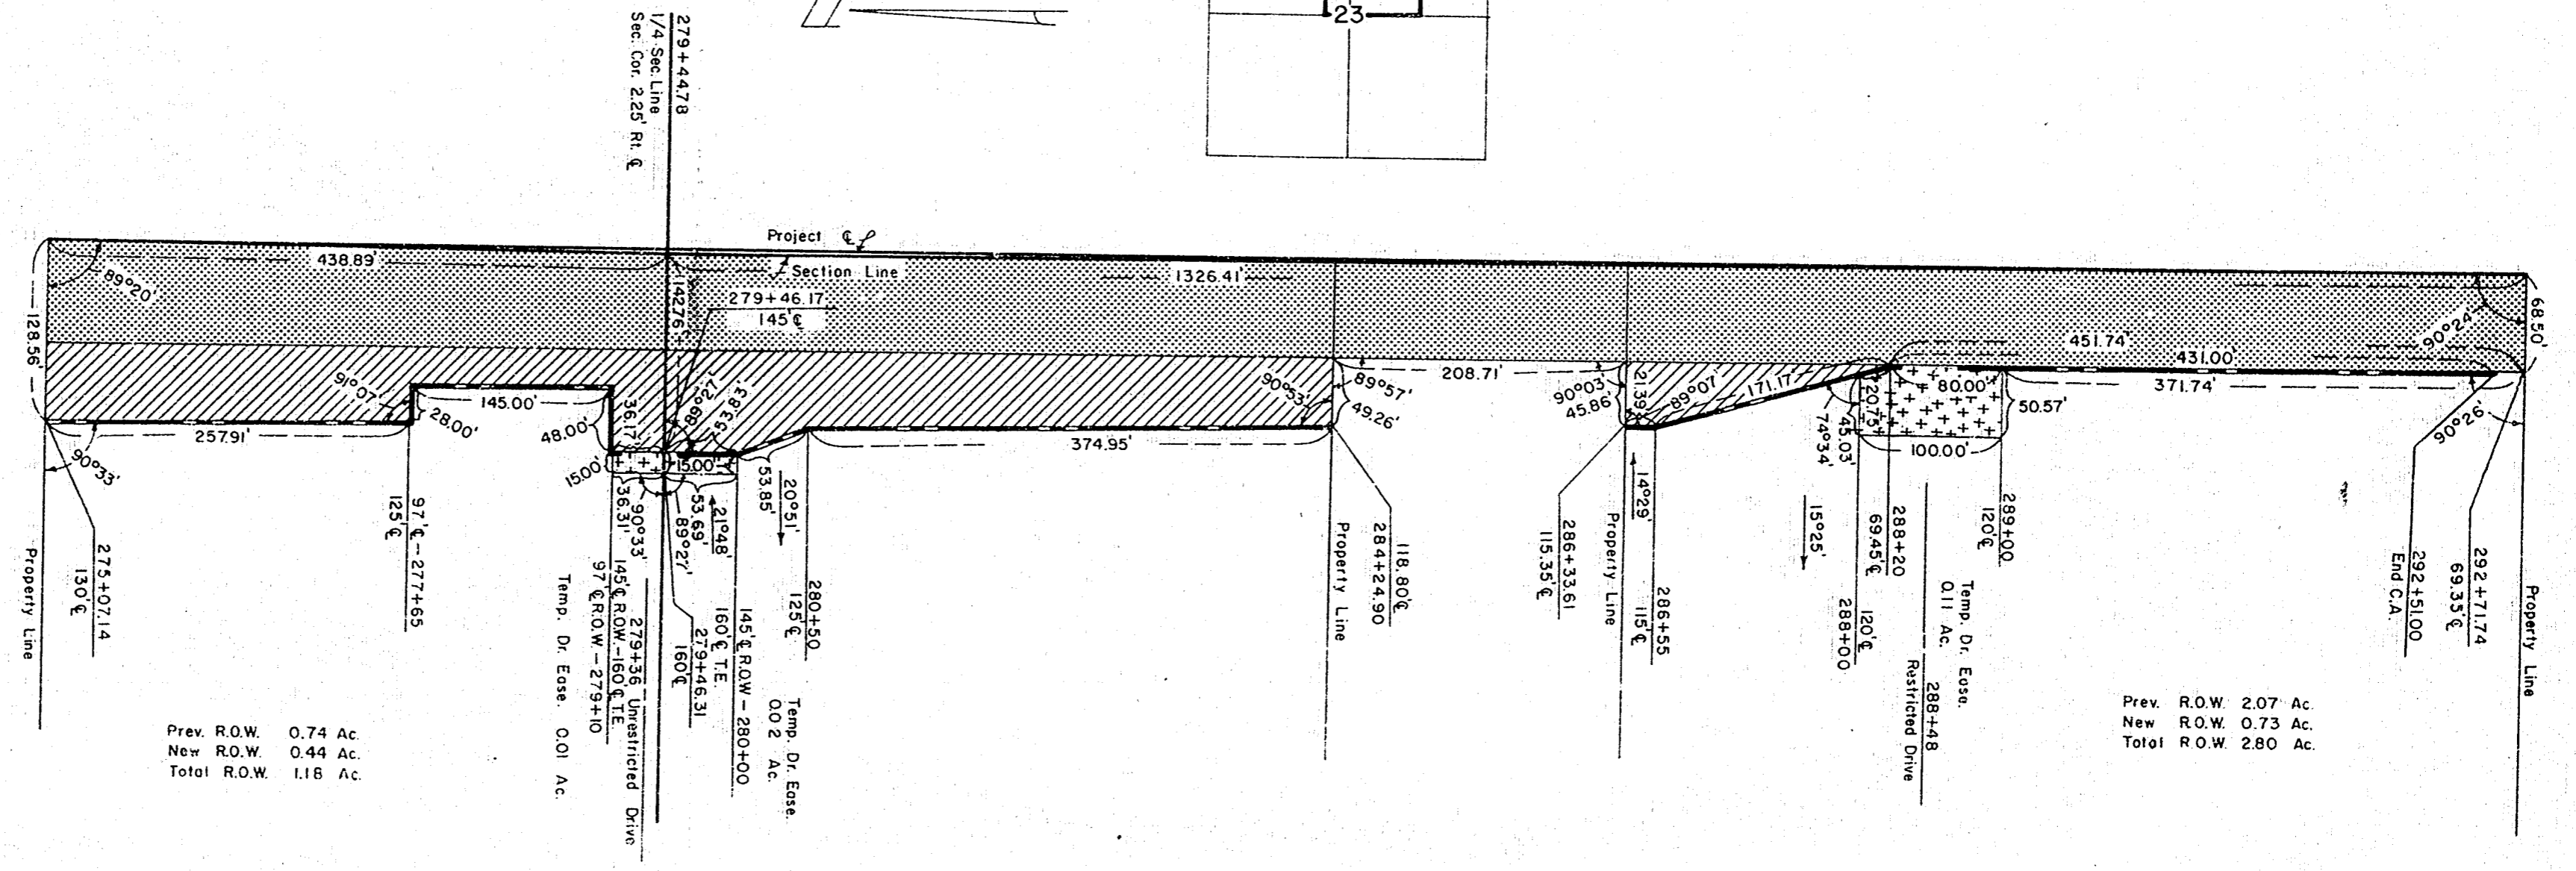 23
279+44.78
1/4 Sec. Line
Sec. Cor. 2.25' Rt. ℄
Project ℄
Section Line
438.89'
1326.41'
89°20'
128.56'
142.76
279+46.17
145'℄
68.50'
90°24'
451.74'
431.00'
371.74'
208.71'
91°07'
28.00'
145.00'
48.00'
36.17'
89°27'
53.83'
257.91'
90°33'
15.00'
15.00'
374.95'
90°53'
89°57'
49.26'
90°03'
45.86'
21.39'
89°07'
171.17'
20.75'
80.00'
50.57'
45.03'
74°34'
100.00'
90°26'
36.31'
90°33'
89°27'
53.69'
21°48'
53.85'
20°51'
14°29'
15°25'
Property Line
275+07.14
130'℄
97'℄-277+65
125'℄
Temp. Dr. Ease. 0.01 Ac.
97'℄ R.O.W.-279+10
145'℄ R.O.W.-160'℄ T.E.
279+36 Unrestricted Drive
279+46.31
160'℄
145'℄ R.O.W-280+00
160'℄ T.E.
Temp. Dr. Ease.
0.02 Ac.
280+50
125'℄
Property Line
118.80'℄
284+24.90
286+33.61
115.35'℄
Property Line
286+55
115'℄
120'℄
288+00
288+20
69.45'℄
288+48
Restricted Drive
Temp. Dr. Ease.
0.11 Ac.
289+00
120'℄
292+51.00
End C.A.
292+71.74
69.35'℄
Property Line
Prev. R.O.W. 0.74 Ac.
New R.O.W. 0.44 Ac.
Total R.O.W. 1.18 Ac.
Prev. R.O.W. 2.07 Ac.
New R.O.W. 0.73 Ac.
Total R.O.W. 2.80 Ac.